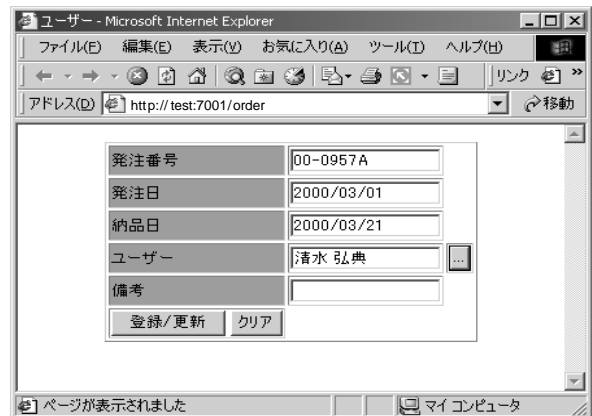 ユーザー - Microsoft Internet Explorer
ファイル(F) 編集(E) 表示(V) お気に入り(A) ツール(T) ヘルプ(H)
リンク
アドレス(D) http://test:7001/order 移動
発注番号 00-0957A
発注日 2000/03/01
納品日 2000/03/21
ユーザー 清水 弘典 ...
備考
登録/更新 クリア
ページが表示されました マイ コンピュータ